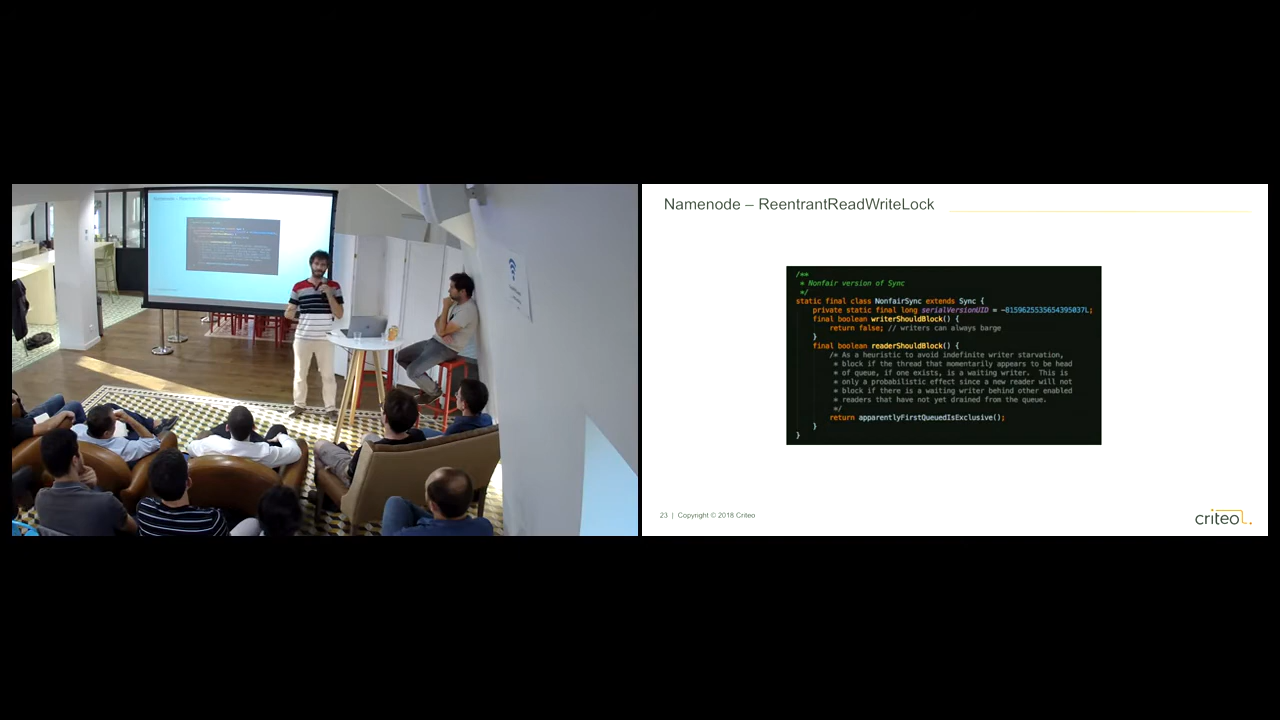 Namenode – ReentrantReadWriteLock
/**
* Nonfair version of Sync
*/
static final class NonfairSync extends Sync {
private static final long serialVersionUID = -8159625535654395037L;
final boolean writerShouldBlock() {
return false; // writers can always barge
}
final boolean readerShouldBlock() {
/* As a heuristic to avoid indefinite writer starvation,
* block if the thread that momentarily appears to be head
* of queue, if one exists, is a waiting writer. This is
* only a probabilistic effect since a new reader will not
* block if there is a waiting writer behind other enabled
* readers that have not yet drained from the queue.
*/
return apparentlyFirstQueuedIsExclusive();
}
}
23 | Copyright © 2018 Criteo
criteo